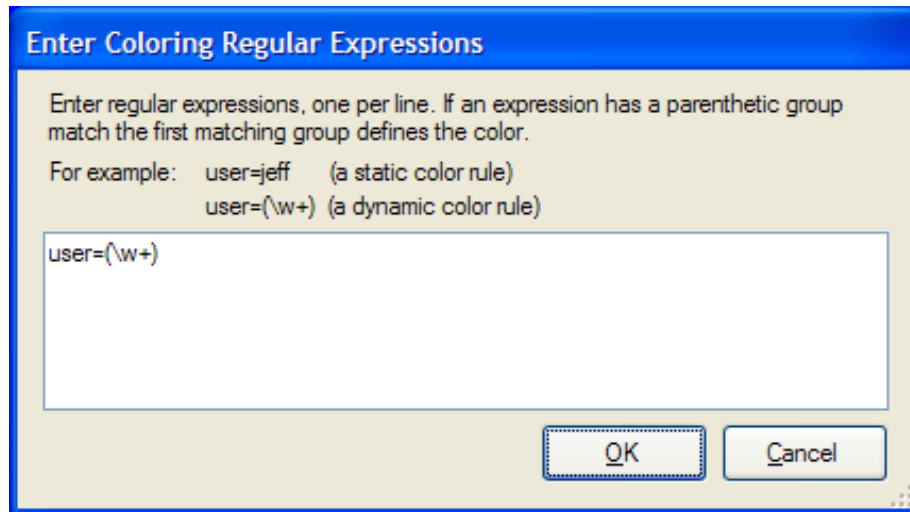 Enter Coloring Regular Expressions
Enter regular expressions, one per line. If an expression has a parenthetic group
match the first matching group defines the color.
For example: user=jeff (a static color rule)
user=(\w+) (a dynamic color rule)
user=(\w+)
OK Cancel